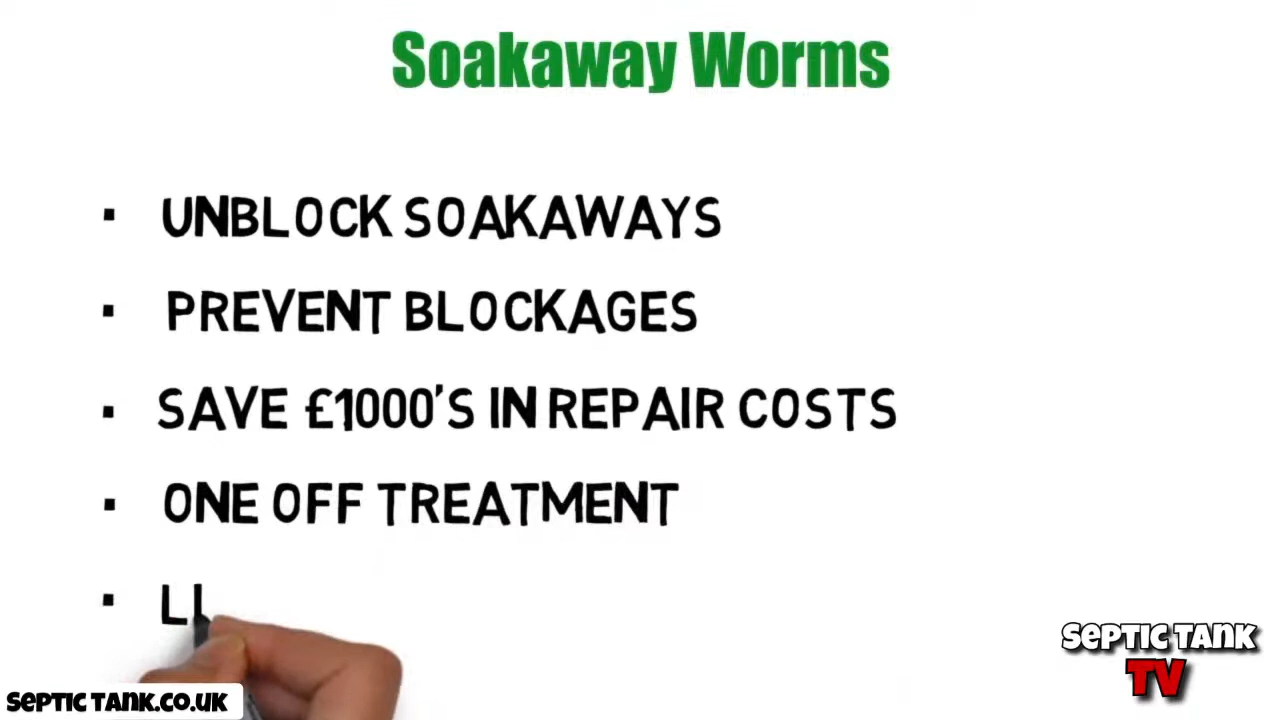 Soakaway Worms
▪ UNBLOCK SOAKAWAYS
▪ PREVENT BLOCKAGES
▪ SAVE £1000'S IN REPAIR COSTS
▪ ONE OFF TREATMENT
▪ LI
SEPTIC TANK
TV
SEPTIC TANK.CO.UK